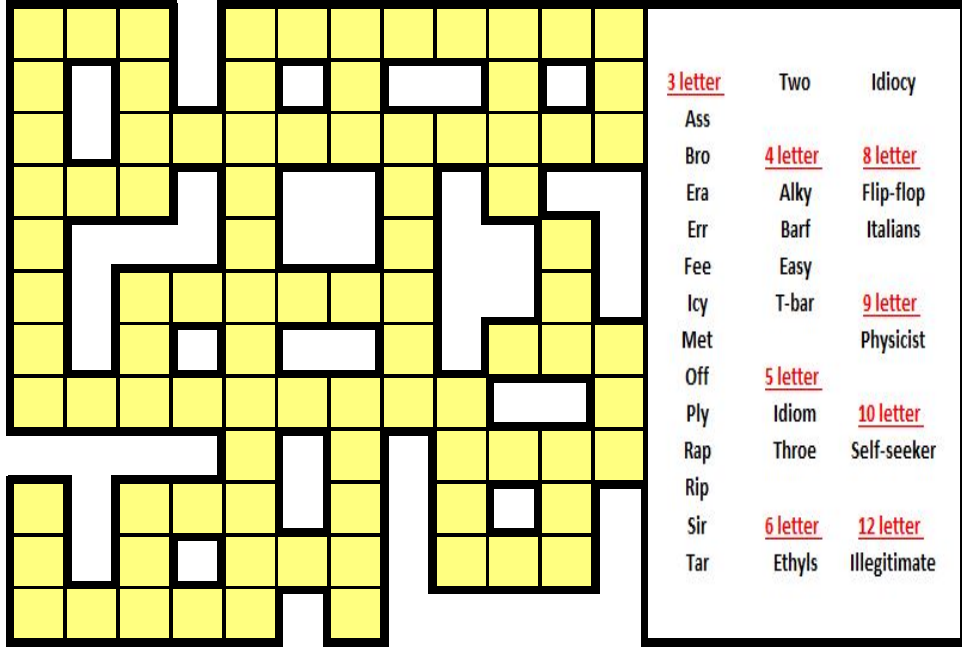 3 letter Two Idiocy
Ass
Bro 4 letter 8 letter
Era Alky Flip-flop
Err Barf Italians
Fee Easy
Icy T-bar 9 letter
Met Physicist
Off 5 letter
Ply Idiom 10 letter
Rap Throe Self-seeker
Rip
Sir 6 letter 12 letter
Tar Ethyls Illegitimate